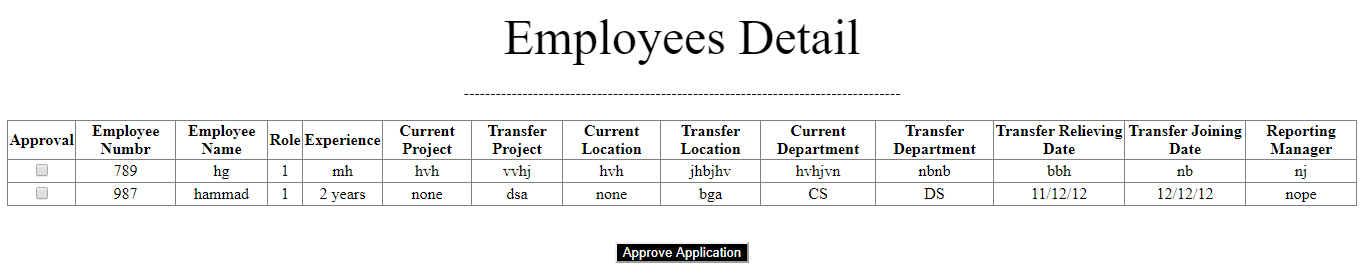 Employees Detail
--------------------------------------------------------------------------------
Approval Employee Numbr Employee Name Role Experience Current Project Transfer Project Current Location Transfer Location Current Department Transfer Department Transfer Relieving Date Transfer Joining Date Reporting Manager
789 hg 1 mh hvh vvhj hvh jhbjhv hvhjvn nbnb bbh nb nj
987 hammad 1 2 years none dsa none bga CS DS 11/12/12 12/12/12 nope
Approve Application